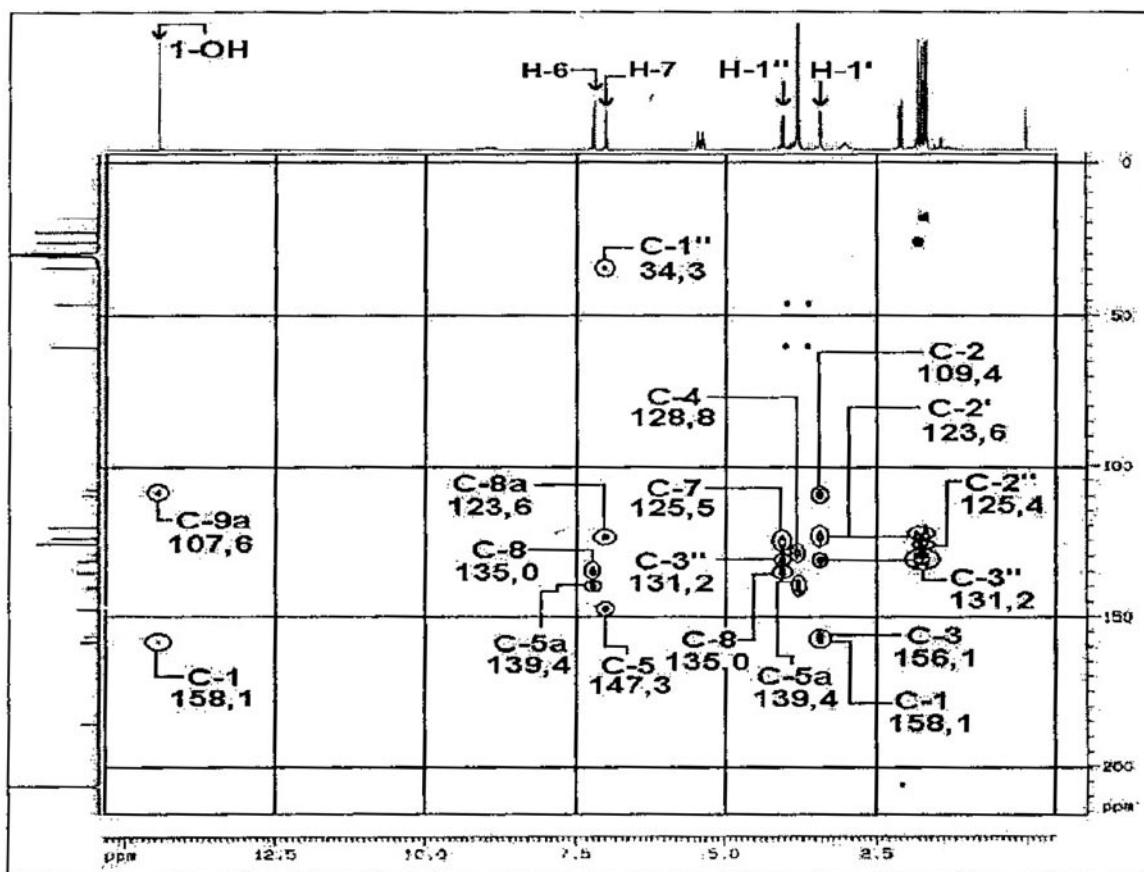 1-OH
H-6
H-7
H-1"
H-1'
0
C-1"
34,3
50
C-2
109,4
C-4
128,8
C-2'
123,6
100
C-9a
107,6
C-8a
123,6
C-7
125,5
C-2"
125,4
C-8
135,0
C-3"
131,2
C-3"
131,2
C-5a
139,4
C-5
147,3
C-8
135,0
C-5a
139,4
C-3
156,1
150
C-1
158,1
C-1
158,1
200
ppm
ppm 12.5 10.0 7.5 5.0 2.5